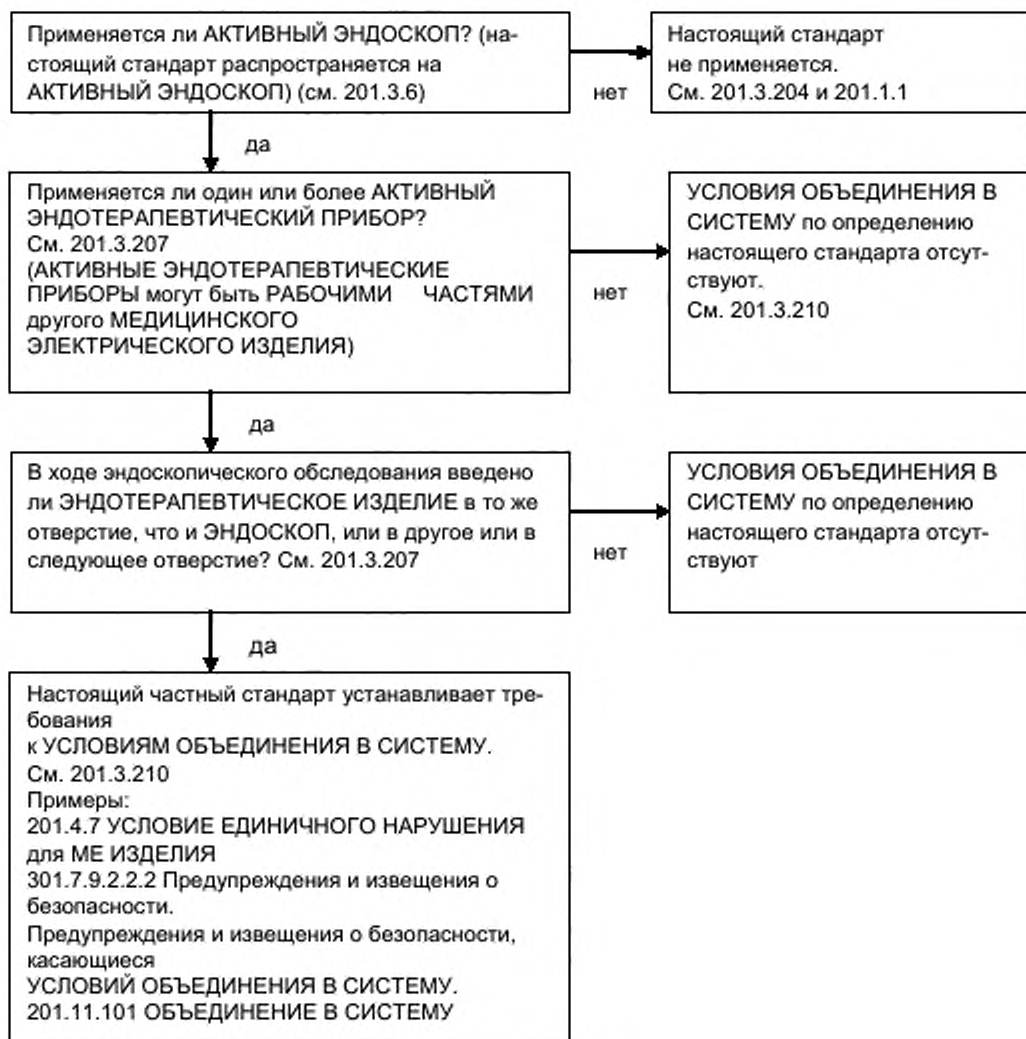 Применяется ли АКТИВНЫЙ ЭНДОСКОП? (на-
стоящий стандарт распространяется на
АКТИВНЫЙ ЭНДОСКОП) (см. 201.3.6)
нет
Настоящий стандарт
не применяется.
См. 201.3.204 и 201.1.1
да
Применяется ли один или более АКТИВНЫЙ
ЭНДОТЕРАПЕВТИЧЕСКИЙ ПРИБОР?
См. 201.3.207
(АКТИВНЫЕ ЭНДОТЕРАПЕВТИЧЕСКИЕ
ПРИБОРЫ могут быть РАБОЧИМИ ЧАСТЯМИ
другого МЕДИЦИНСКОГО
ЭЛЕКТРИЧЕСКОГО ИЗДЕЛИЯ)
нет
УСЛОВИЯ ОБЪЕДИНЕНИЯ В
СИСТЕМУ по определению
настоящего стандарта отсут-
ствуют.
См. 201.3.210
да
В ходе эндоскопического обследования введено
ли ЭНДОТЕРАПЕВТИЧЕСКОЕ ИЗДЕЛИЕ в то же
отверстие, что и ЭНДОСКОП, или в другое или в
следующее отверстие? См. 201.3.207
нет
УСЛОВИЯ ОБЪЕДИНЕНИЯ В
СИСТЕМУ по определению
настоящего стандарта отсут-
ствуют
да
Настоящий частный стандарт устанавливает тре-
бования
к УСЛОВИЯМ ОБЪЕДИНЕНИЯ В СИСТЕМУ.
См. 201.3.210
Примеры:
201.4.7 УСЛОВИЕ ЕДИНИЧНОГО НАРУШЕНИЯ
для МЕ ИЗДЕЛИЯ
301.7.9.2.2.2 Предупреждения и извещения о
безопасности.
Предупреждения и извещения о безопасности,
касающиеся
УСЛОВИЙ ОБЪЕДИНЕНИЯ В СИСТЕМУ.
201.11.101 ОБЪЕДИНЕНИЕ В СИСТЕМУ